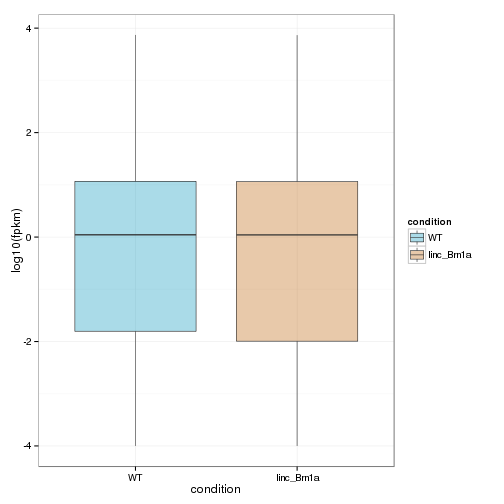 4
2
0
-2
-4
log10(fpkm)
WT
linc_Brn1a
condition
condition
WT
linc_Brn1a